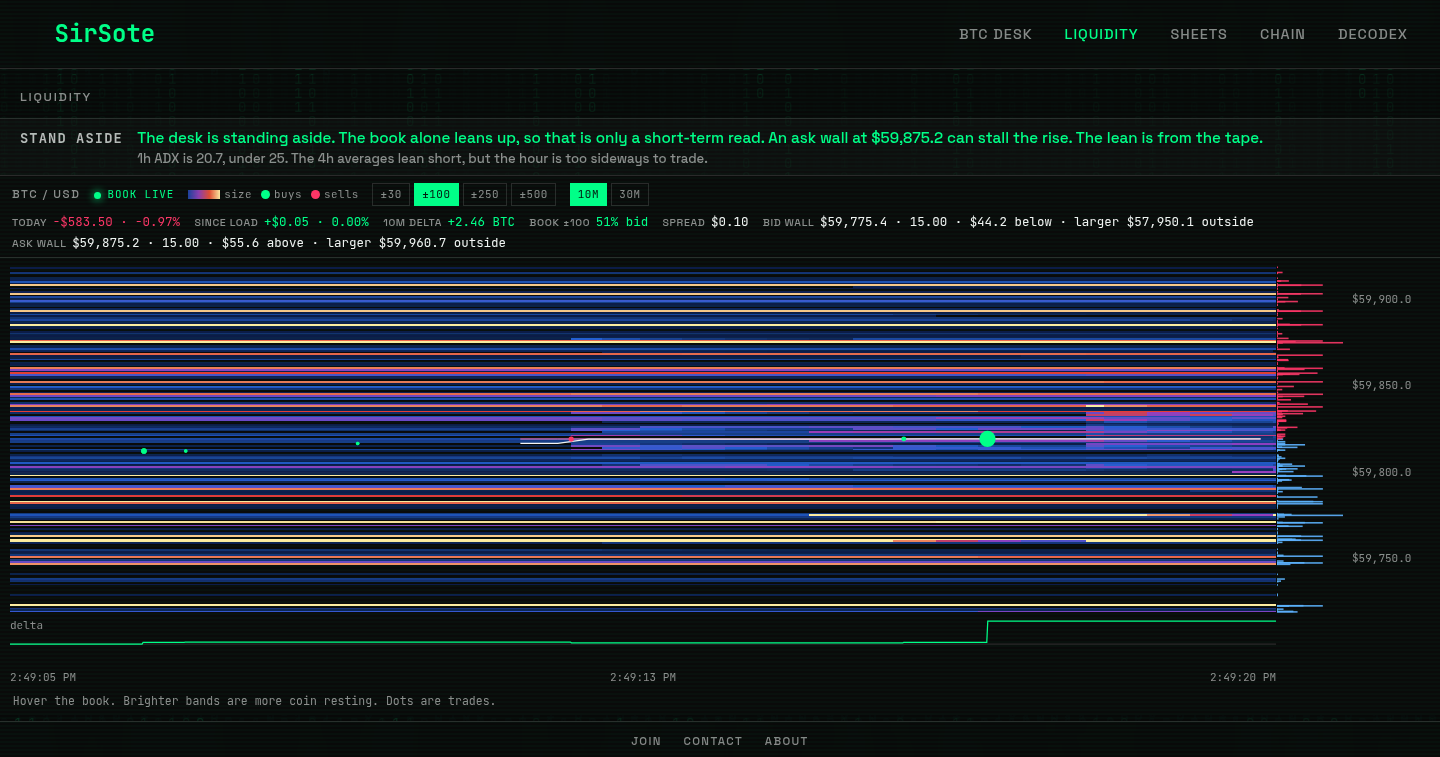 SirSote
BTC DESK LIQUIDITY SHEETS CHAIN DECODEX
LIQUIDITY
STAND ASIDE The desk is standing aside. The book alone leans up, so that is only a short-term read. An ask wall at $59,875.2 can stall the rise. The lean is from the tape.
1h ADX is 20.7, under 25. The 4h averages lean short, but the hour is too sideways to trade.
BTC / USD BOOK LIVE size buys sells ±30 ±100 ±250 ±500 10M 30M
TODAY -$583.50 · -0.97% SINCE LOAD +$0.05 · 0.00% 10M DELTA +2.46 BTC BOOK ±100 51% bid SPREAD $0.10 BID WALL $59,775.4 · 15.00 · $44.2 below · larger $57,950.1 outside
ASK WALL $59,875.2 · 15.00 · $55.6 above · larger $59,960.7 outside
$59,900.0
$59,850.0
$59,800.0
$59,750.0
delta
2:49:05 PM 2:49:13 PM 2:49:20 PM
Hover the book. Brighter bands are more coin resting. Dots are trades.
JOIN CONTACT ABOUT